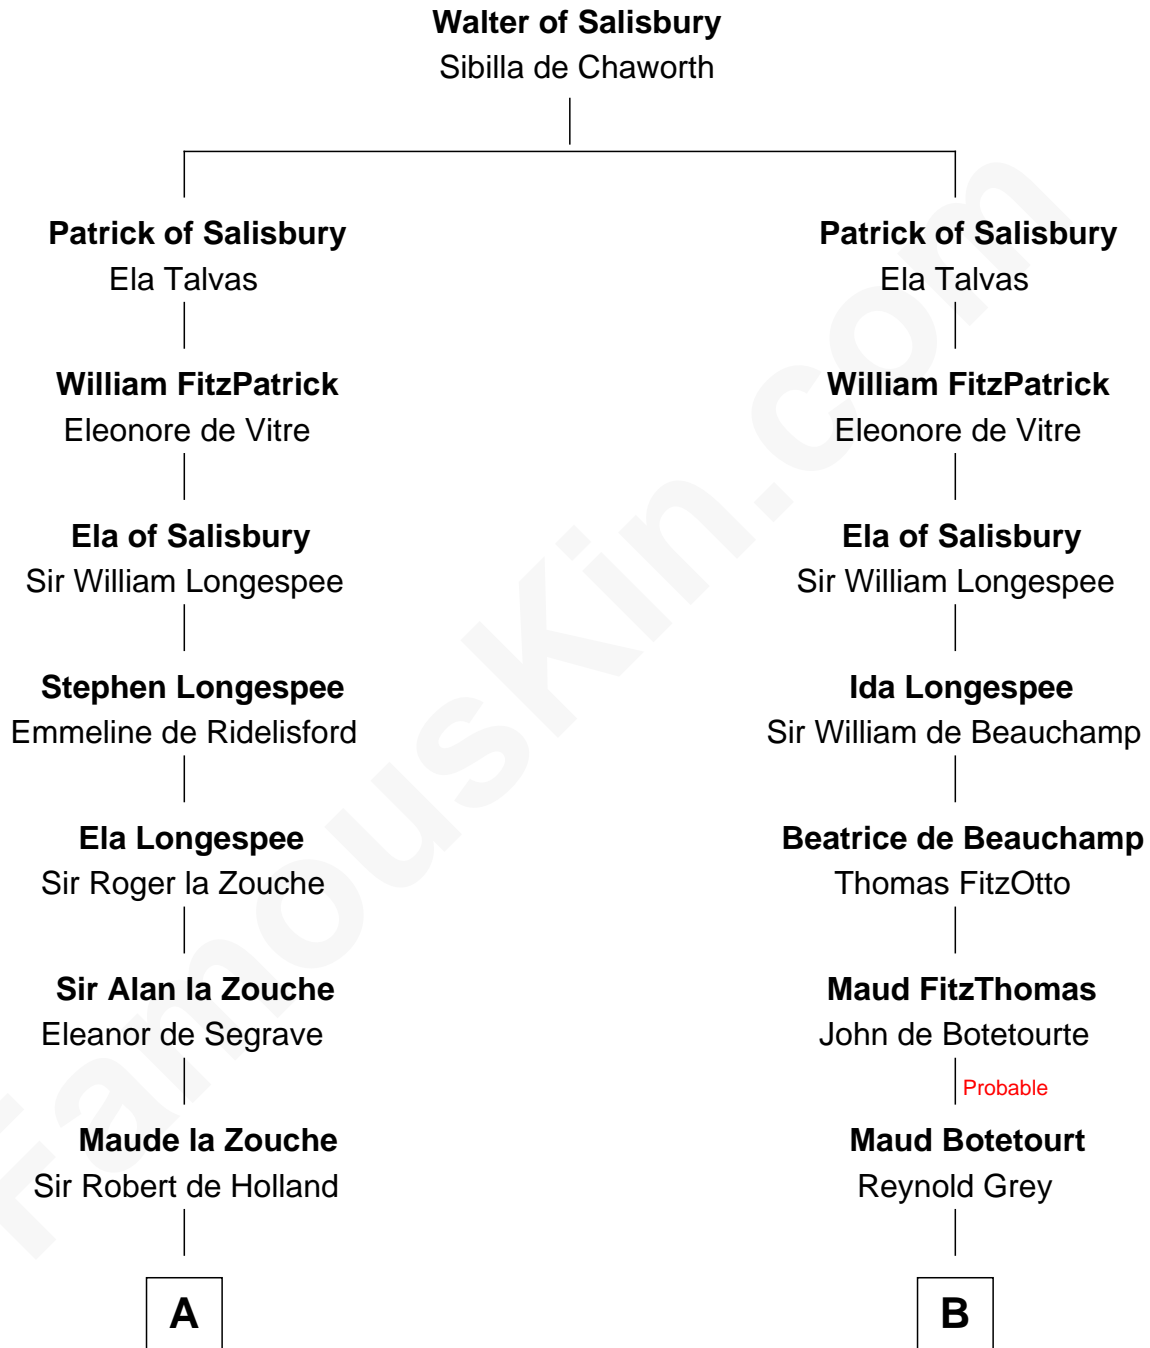 Walter of Salisbury
Sibilla de Chaworth
Patrick of Salisbury
Ela Talvas
William FitzPatrick
Eleonore de Vitre
Ela of Salisbury
Sir William Longespee
Stephen Longespee
Emmeline de Ridelisford
Ela Longespee
Sir Roger la Zouche
Sir Alan la Zouche
Eleanor de Segrave
Maude la Zouche
Sir Robert de Holland
A
Patrick of Salisbury
Ela Talvas
William FitzPatrick
Eleonore de Vitre
Ela of Salisbury
Sir William Longespee
Ida Longespee
Sir William de Beauchamp
Beatrice de Beauchamp
Thomas FitzOtto
Maud FitzThomas
John de Botetourte
Probable
Maud Botetourt
Reynold Grey
B
FamousKin.com